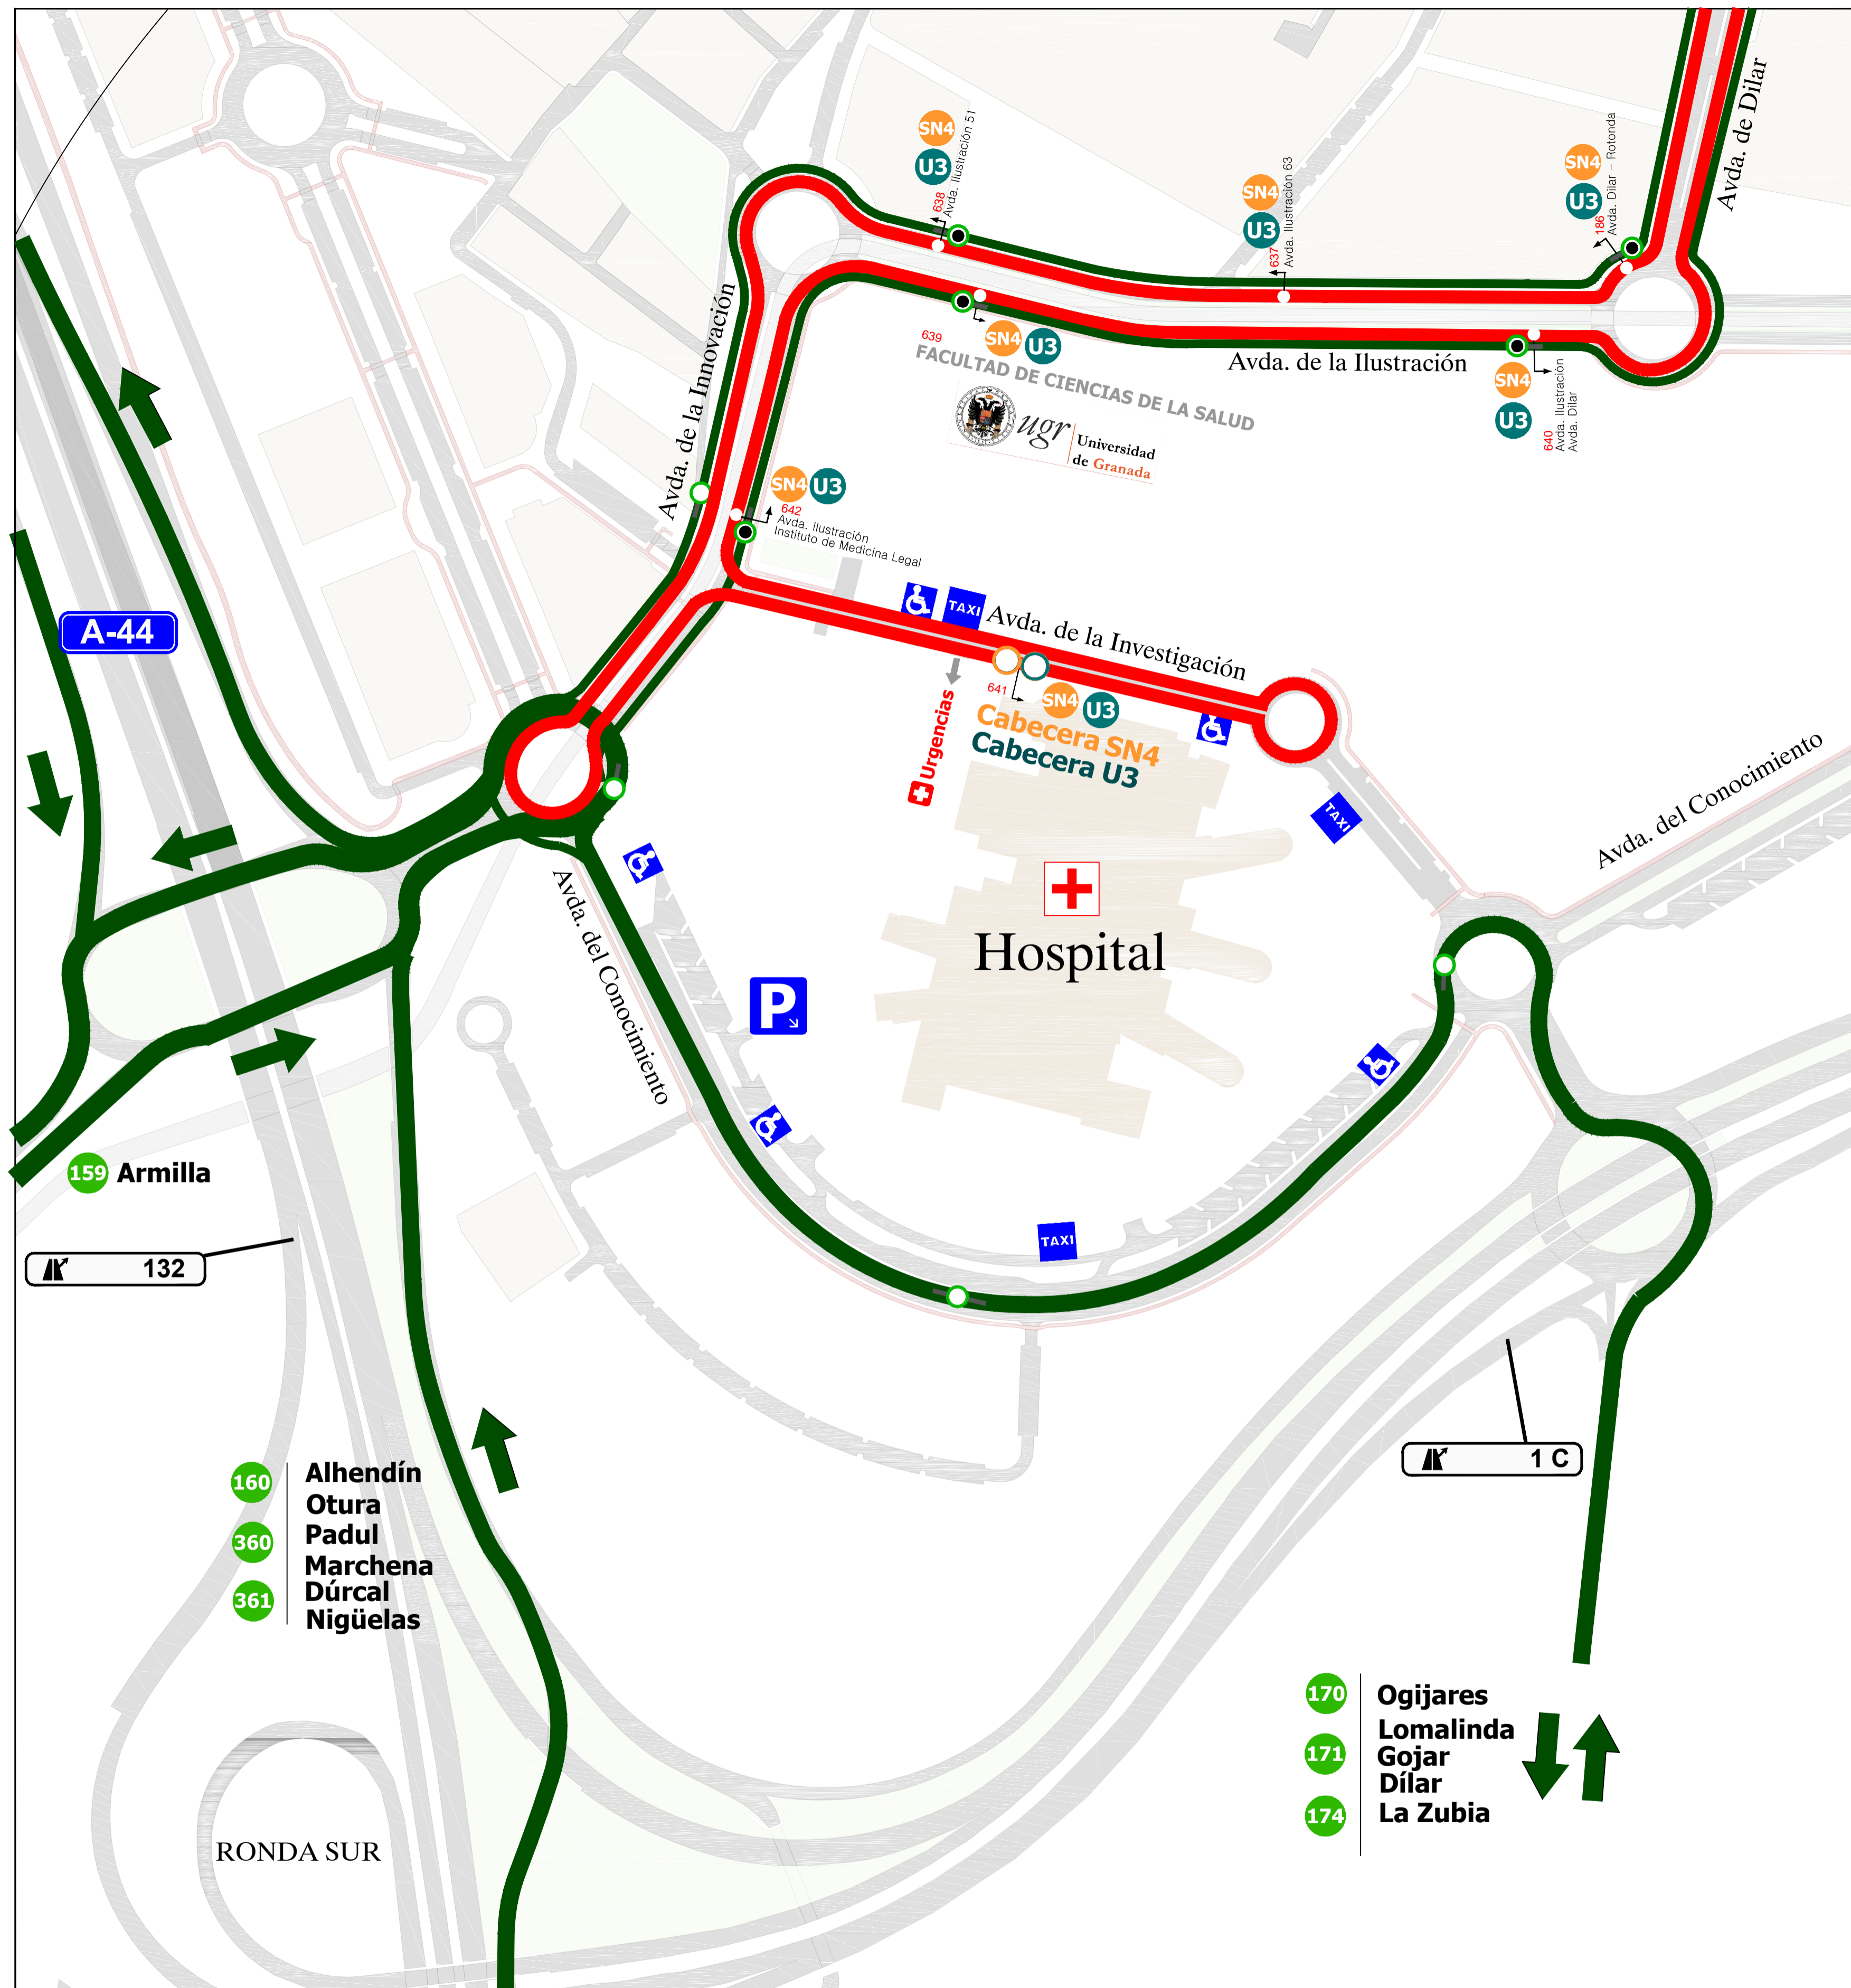 Avda. de Dilar
SN4
U3
638
Avda. Ilustración 51
SN4
U3
637
Avda. Ilustración 63
SN4
U3
186
Avda. Dilar – Rotonda
Avda. de la Innovación
639
SN4
U3
FACULTAD DE CIENCIAS DE LA SALUD
ugr
Universidad
de Granada
Avda. de la Ilustración
SN4
U3
640
Avda. Ilustración
Avda. Dilar
SN4
U3
642
Avda. Ilustración
Instituto de Medicina Legal
A-44
TAXI
Avda. de la Investigación
641
SN4
U3
Cabecera SN4
Cabecera U3
Urgencias
TAXI
Avda. del Conocimiento
Avda. del Conocimiento
Hospital
P
159 Armilla
132
TAXI
1 C
160
360
361
Alhendín
Otura
Padul
Marchena
Dúrcal
Nigüelas
170
171
174
Ogijares
Lomalinda
Gojar
Dílar
La Zubia
RONDA SUR